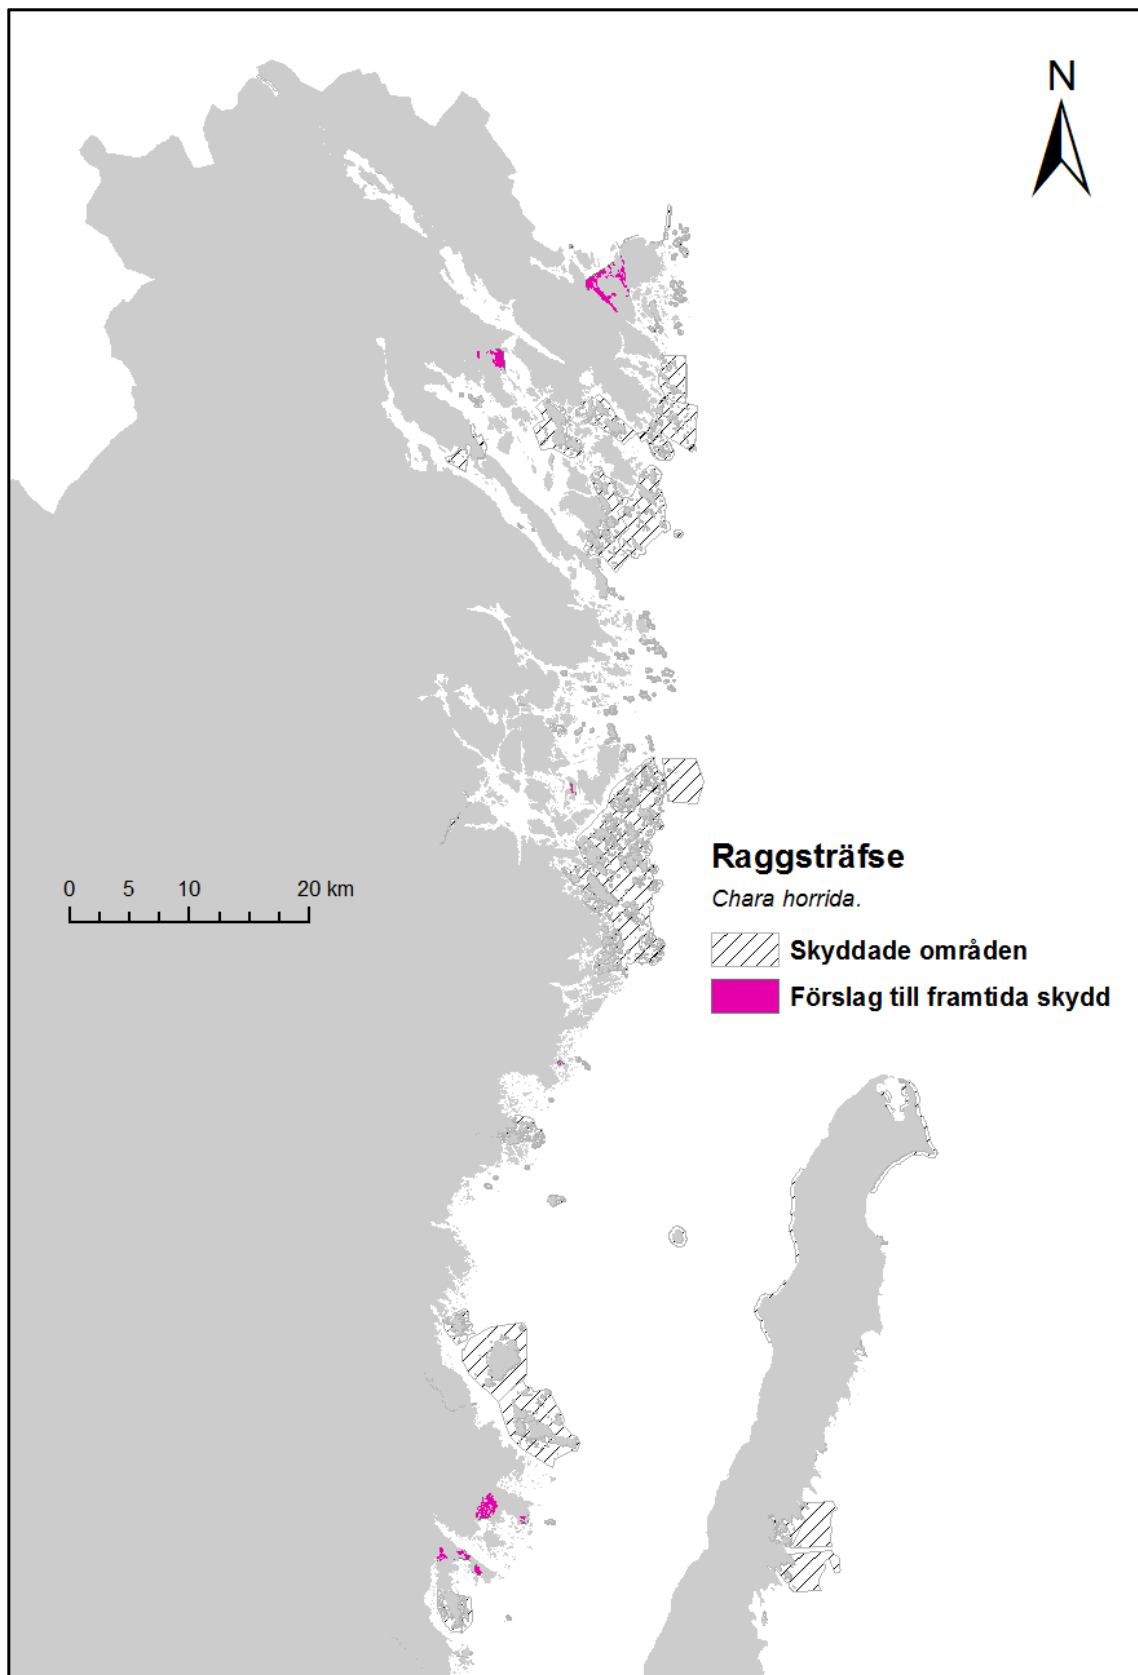 N
Raggsträfse
Chara horrida.
0 5 10 20 km
Skyddade områden
Förslag till framtida skydd